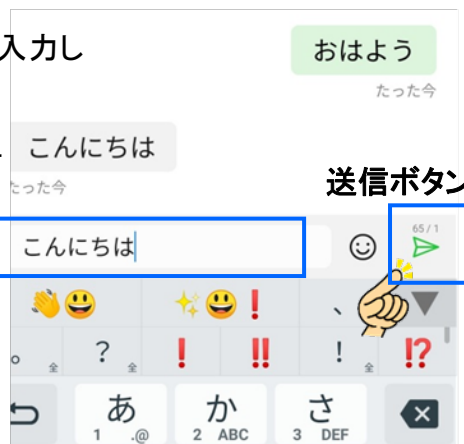 入力し
おはよう
たった今
こんにちは
たった今
送信ボタン
こんにちは
65 / 1
👋😃 ✨😃❗ 、
。 全 ? 全 ❗ ‼ ! 全 ⁉
あ か さ
1 .@ 2 ABC 3 DEF